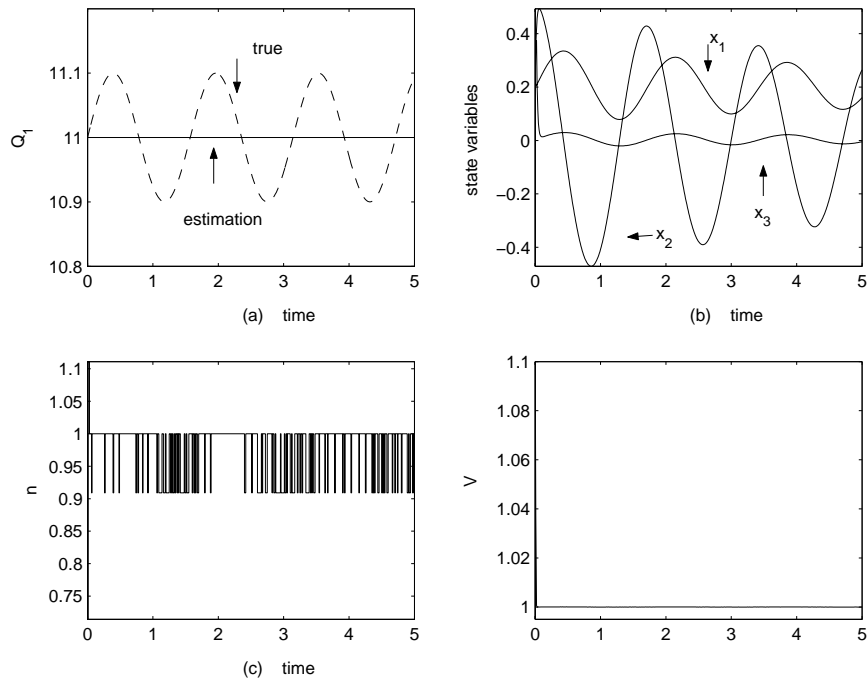 true
11.1
11
Q1
10.9
estimation
10.8
0 1 2 3 4 5
(a) time
0.4
x1
0.2
state variables
0
−0.2
x3
x2
−0.4
0 1 2 3 4 5
(b) time
1.1
1.05
1
0.95
n
0.9
0.85
0.8
0.75
0 1 2 3 4 5
(c) time
1.1
1.08
1.06
V
1.04
1.02
1
0 1 2 3 4 5